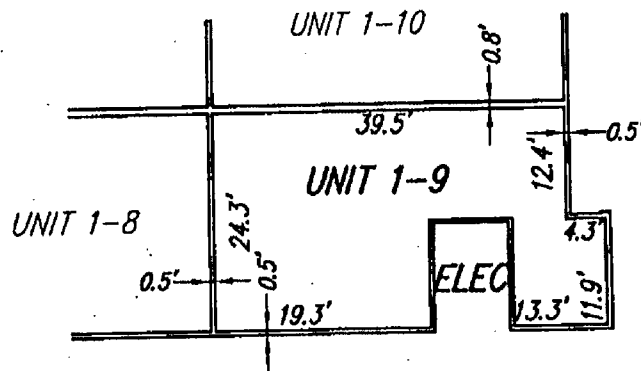 UNIT 1-10
0.8'
39.5'
0.5'
12.4'
UNIT 1-9
UNIT 1-8
24.3'
4.3'
0.5'
0.5'
ELEC
11.9'
19.3'
13.3'